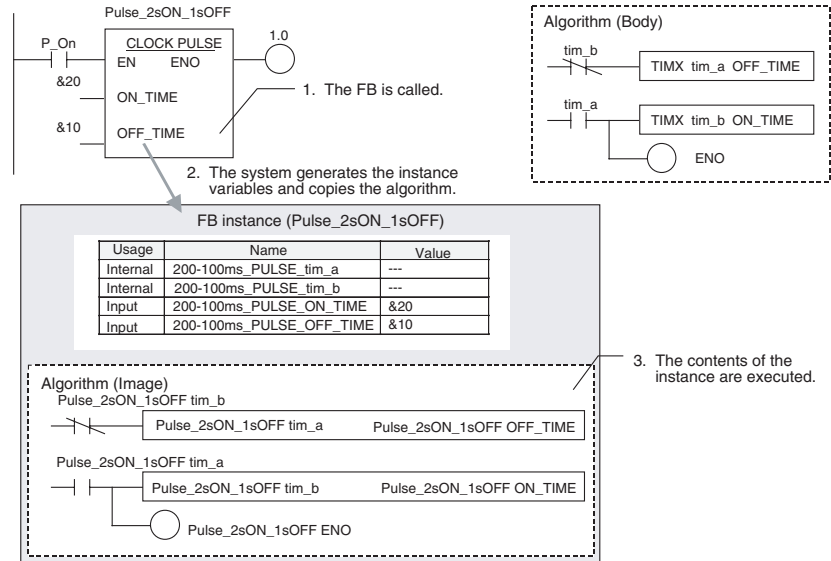 Pulse_2sON_1sOFF
P_On
CLOCK PULSE
1.0
EN ENO
&20
ON_TIME
&10
OFF_TIME
1. The FB is called.
Algorithm (Body)
tim_b
TIMX tim_a OFF_TIME
tim_a
TIMX tim_b ON_TIME
ENO
2. The system generates the instance
variables and copies the algorithm.
FB instance (Pulse_2sON_1sOFF)
Usage Name Value
Internal 200-100ms_PULSE_tim_a ---
Internal 200-100ms_PULSE_tim_b ---
Input 200-100ms_PULSE_ON_TIME &20
Input 200-100ms_PULSE_OFF_TIME &10
3. The contents of the
instance are executed.
Algorithm (Image)
Pulse_2sON_1sOFF tim_b
Pulse_2sON_1sOFF tim_a Pulse_2sON_1sOFF OFF_TIME
Pulse_2sON_1sOFF tim_a
Pulse_2sON_1sOFF tim_b Pulse_2sON_1sOFF ON_TIME
Pulse_2sON_1sOFF ENO